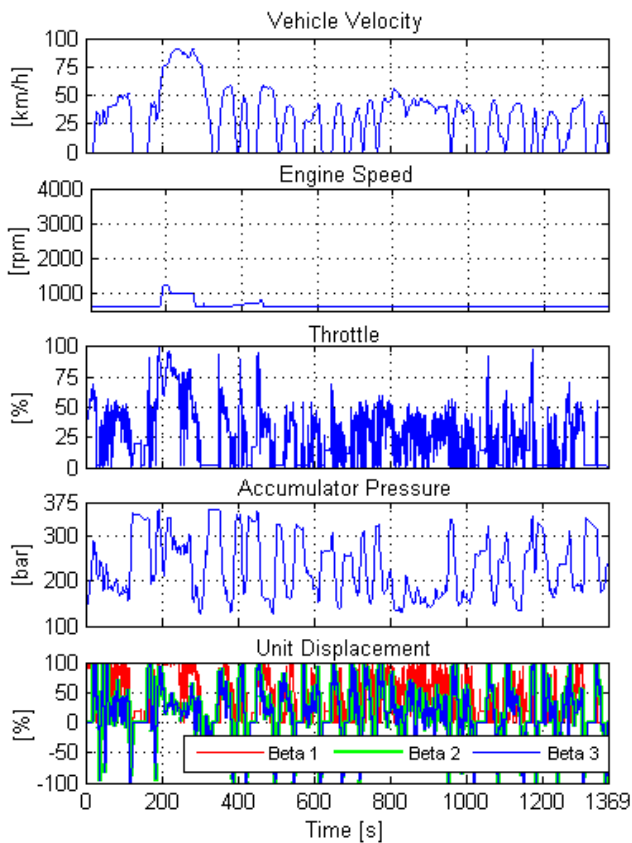 Vehicle Velocity
100
75
50
25
0
[km/h]
Engine Speed
4000
3000
2000
1000
[rpm]
Throttle
100
75
50
25
0
[%]
Accumulator Pressure
375
300
200
100
[bar]
Unit Displacement
100
50
0
-50
-100
[%]
Beta 1 Beta 2 Beta 3
0 200 400 600 800 1000 1200 1369
Time [s]